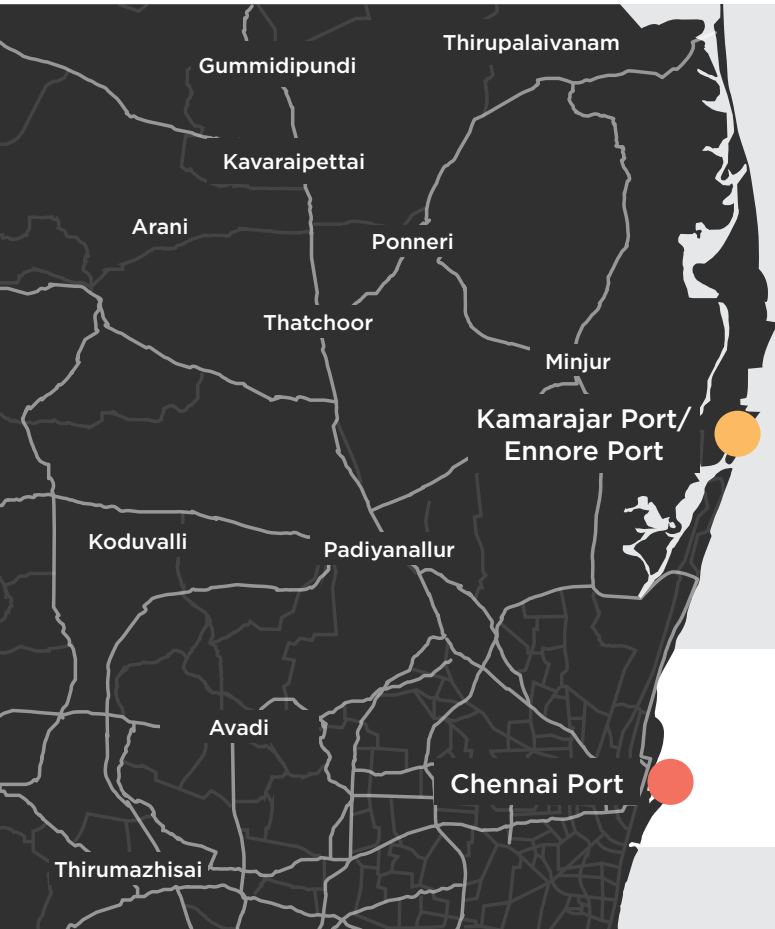 Thirupalaivanam
Gummidipundi
Kavaraipettai
Arani
Ponneri
Thatchoor
Minjur
Kamarajar Port/
Ennore Port
Koduvalli
Padiyanallur
Avadi
Chennai Port
Thirumazhisai